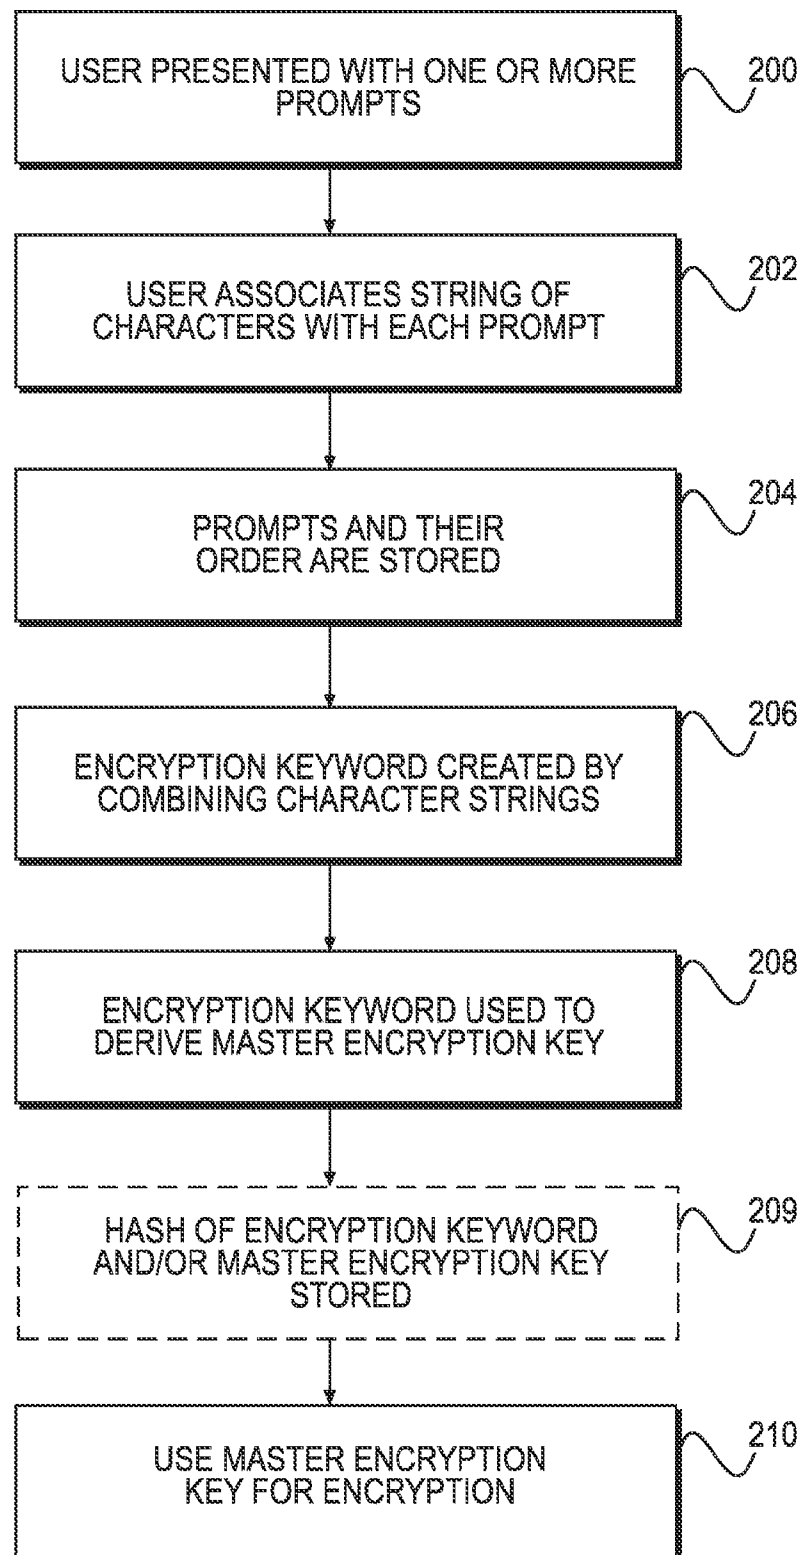 USER PRESENTED WITH ONE OR MORE
PROMPTS
200
USER ASSOCIATES STRING OF
CHARACTERS WITH EACH PROMPT
202
PROMPTS AND THEIR
ORDER ARE STORED
204
ENCRYPTION KEYWORD CREATED BY
COMBINING CHARACTER STRINGS
206
ENCRYPTION KEYWORD USED TO
DERIVE MASTER ENCRYPTION KEY
208
HASH OF ENCRYPTION KEYWORD
AND/OR MASTER ENCRYPTION KEY
STORED
209
USE MASTER ENCRYPTION
KEY FOR ENCRYPTION
210